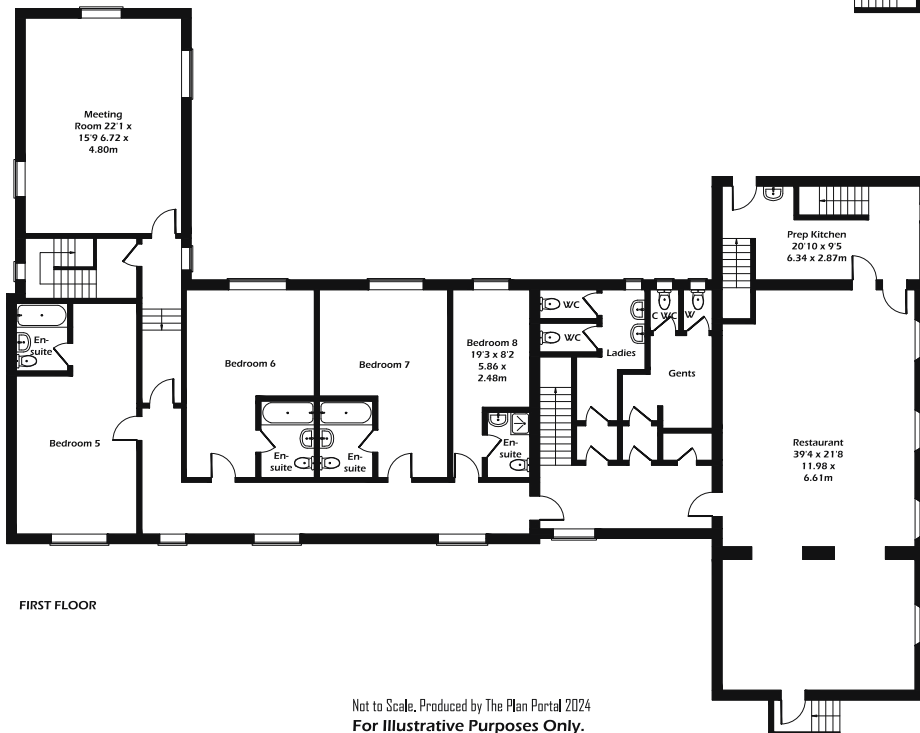 Meeting
Room 22'1 x
15'9 6.72 x
4.80m
Prep Kitchen
20'10 x 9'5
6.34 x 2.87m
En-
suite
Bedroom 5
Bedroom 6
En-
suite
Bedroom 7
En-
suite
Bedroom 8
19'3 x 8'2
5.86 x
2.48m
En-
suite
WC
WC
Ladies
C WC
W
Gents
Restaurant
39'4 x 21'8
11.98 x
6.61m
FIRST FLOOR
Not to Scale. Produced by The Plan Portal 2024
For Illustrative Purposes Only.